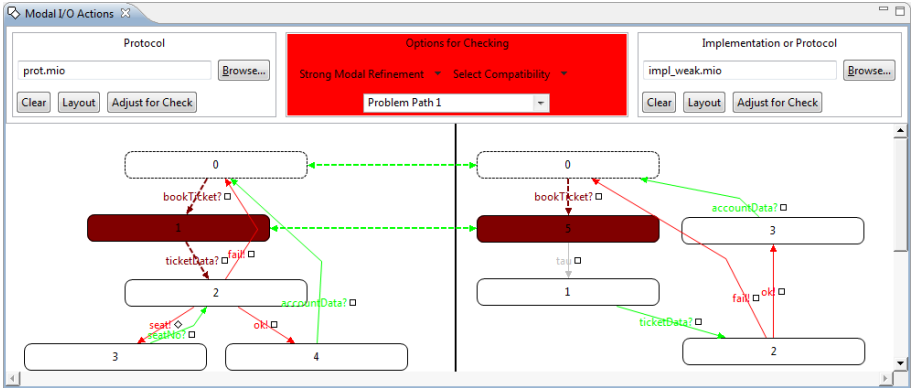 Modal I/O Actions
Protocol
prot.mio
Browse...
Clear
Layout
Adjust for Check
Options for Checking
Strong Modal Refinement
Select Compatibility
Problem Path 1
Implementation or Protocol
impl_weak.mio
Browse...
Clear
Layout
Adjust for Check
0
bookTicket?
1
ticketData?
fail!
2
accountData?
seat!
seatNo?
ok!
3
4
0
bookTicket?
5
accountData?
3
tau
1
fail!
ok!
ticketData?
2